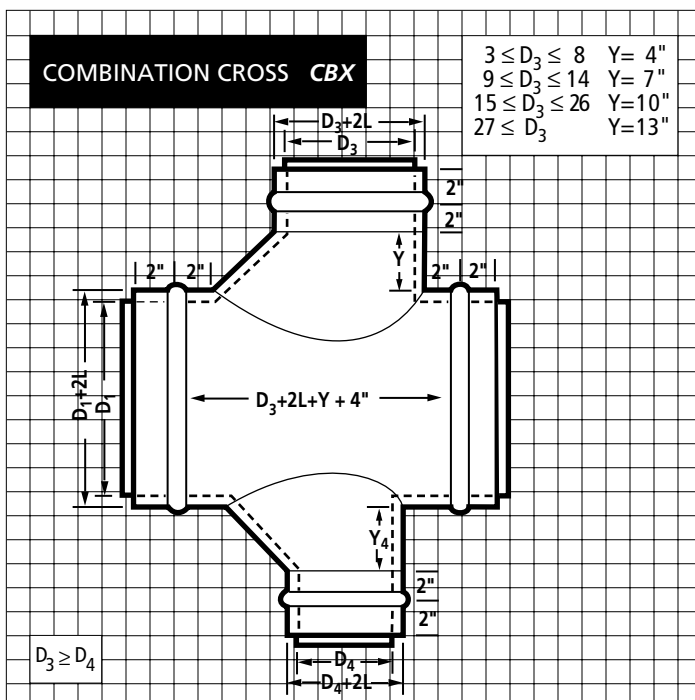 COMBINATION CROSS CBX
3 ≤ D₃ ≤ 8 Y= 4"
9 ≤ D₃ ≤ 14 Y= 7"
15 ≤ D₃ ≤ 26 Y=10"
27 ≤ D₃ Y=13"
D₃+2L
D₃
2"
2"
Y
2" 2"
2" 2"
D₁+2L
D₁
D₃+2L+Y + 4"
Y₄
2"
2"
D₃ ≥ D₄
D₄
D₄+2L